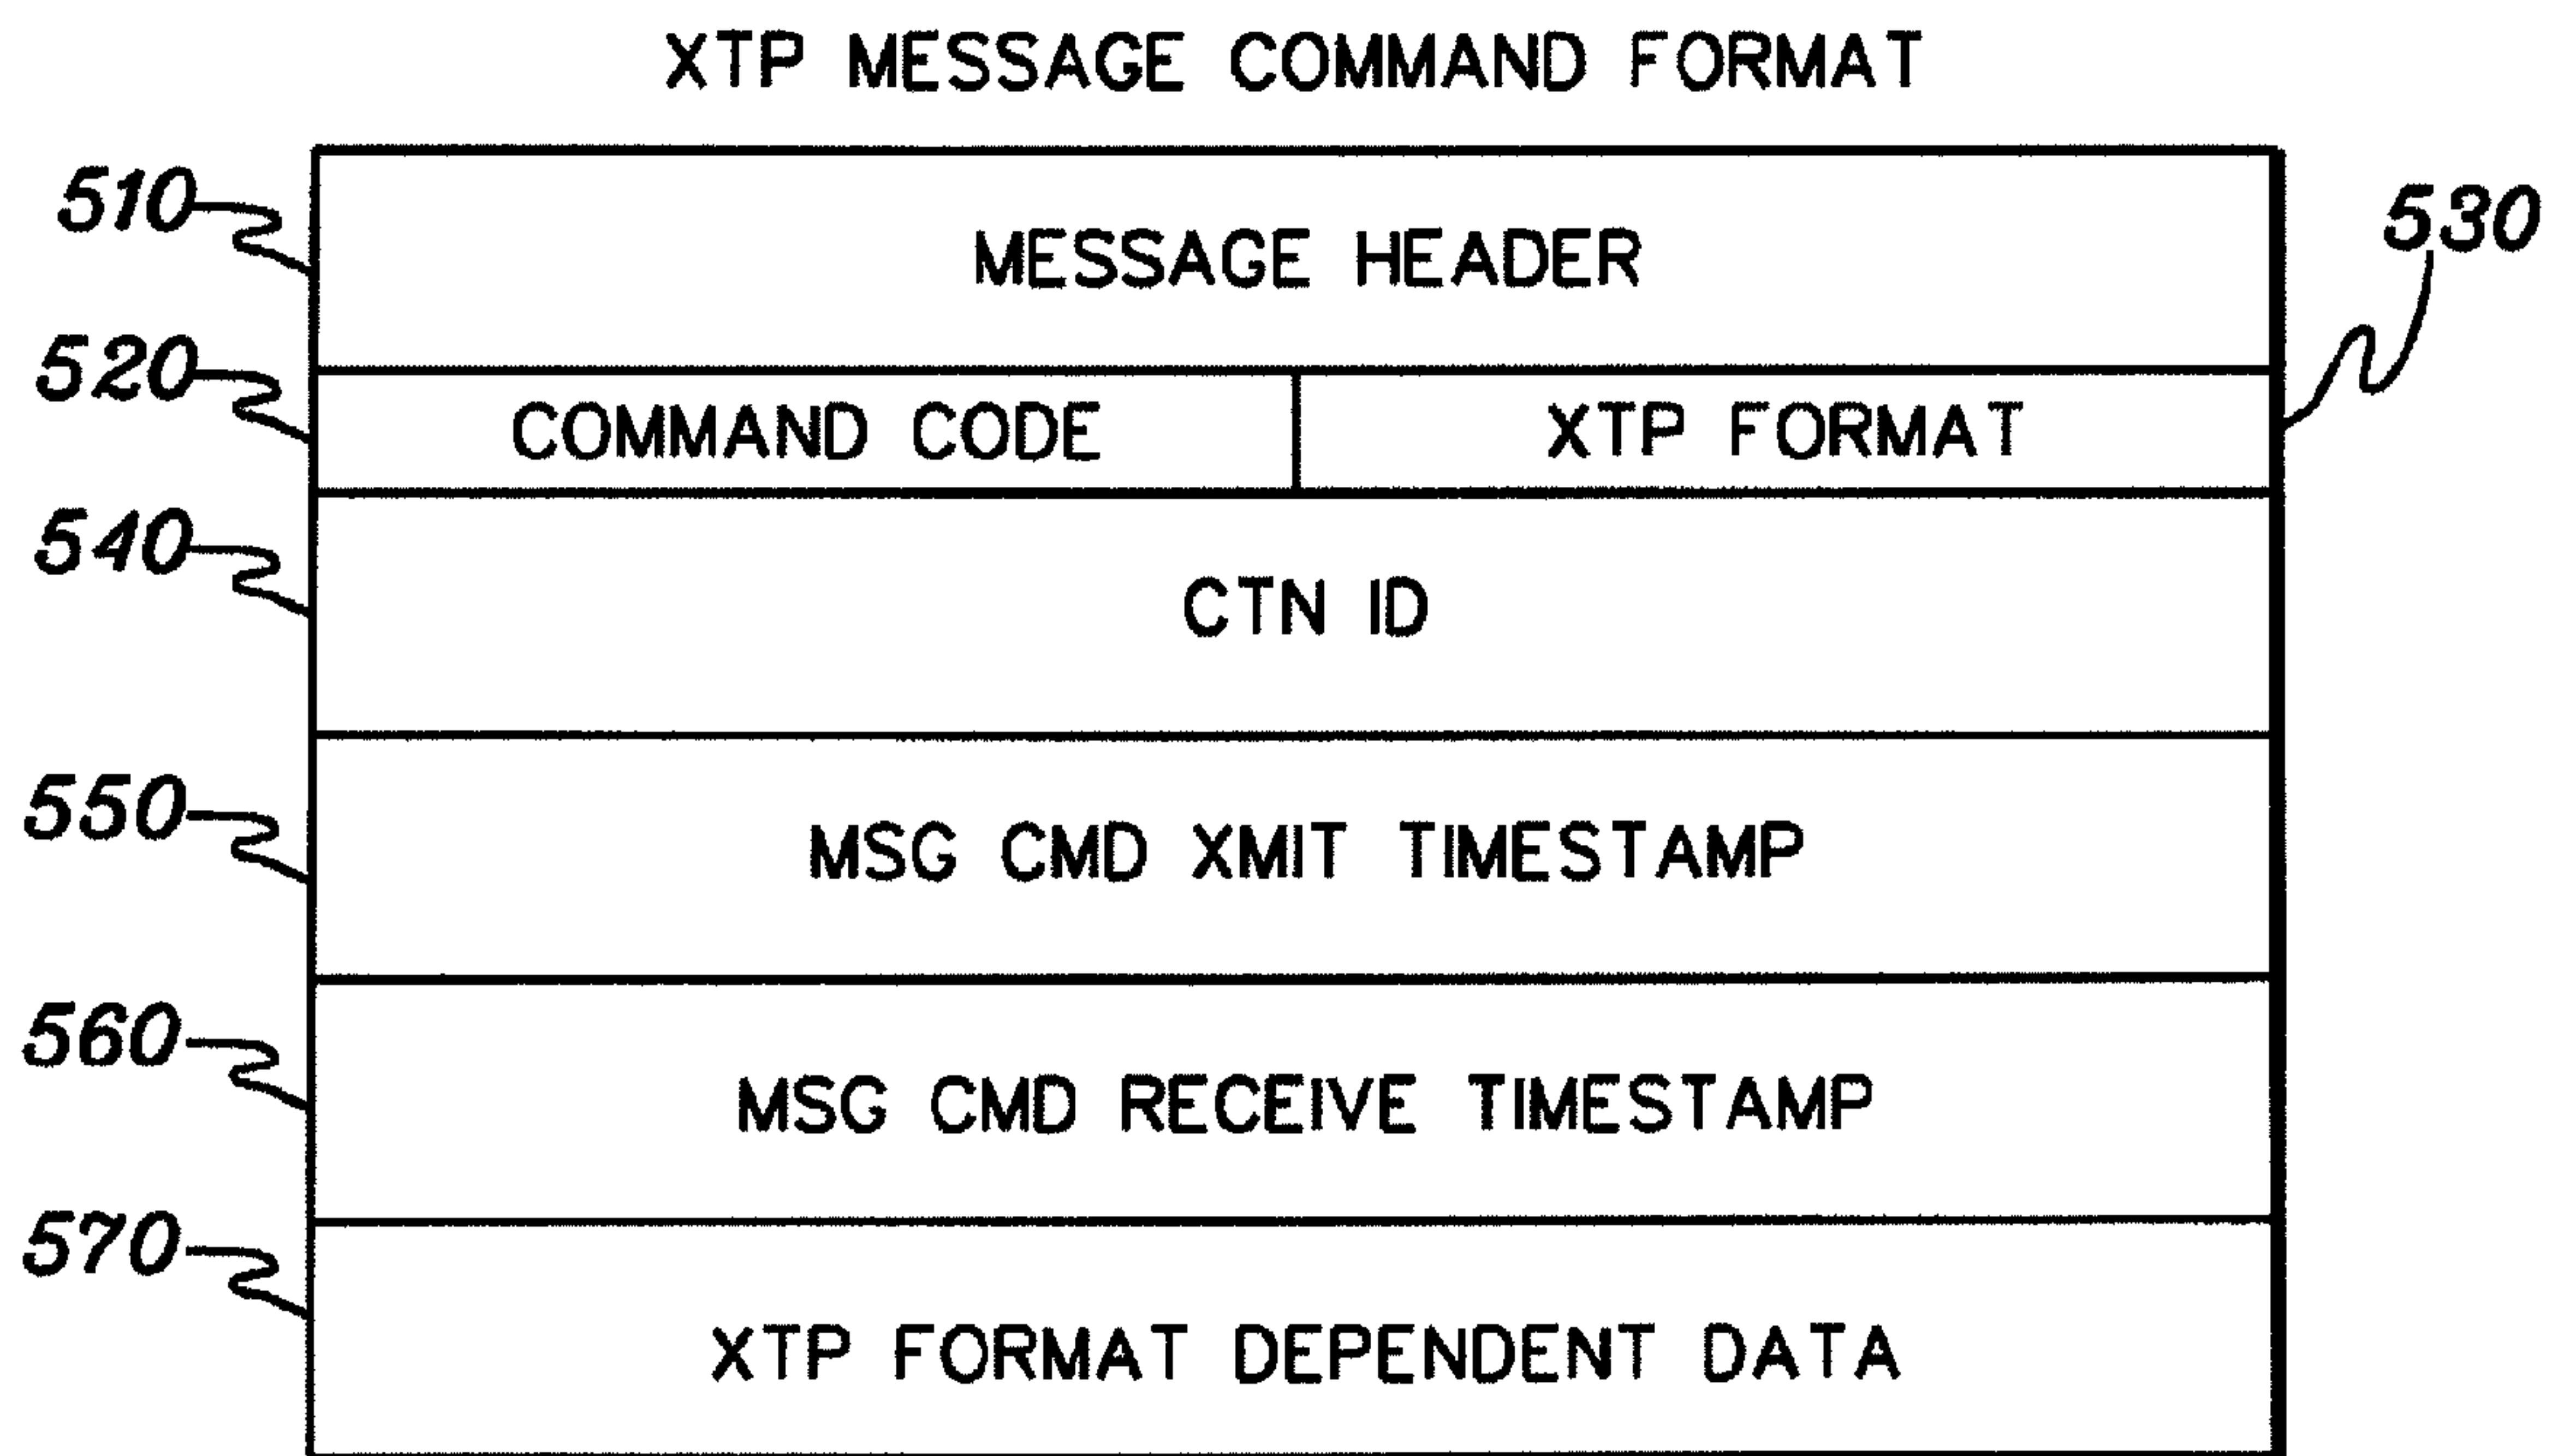 XTP MESSAGE COMMAND FORMAT
510
MESSAGE HEADER
530
520
COMMAND CODE XTP FORMAT
540
CTN ID
550
MSG CMD XMIT TIMESTAMP
560
MSG CMD RECEIVE TIMESTAMP
570
XTP FORMAT DEPENDENT DATA